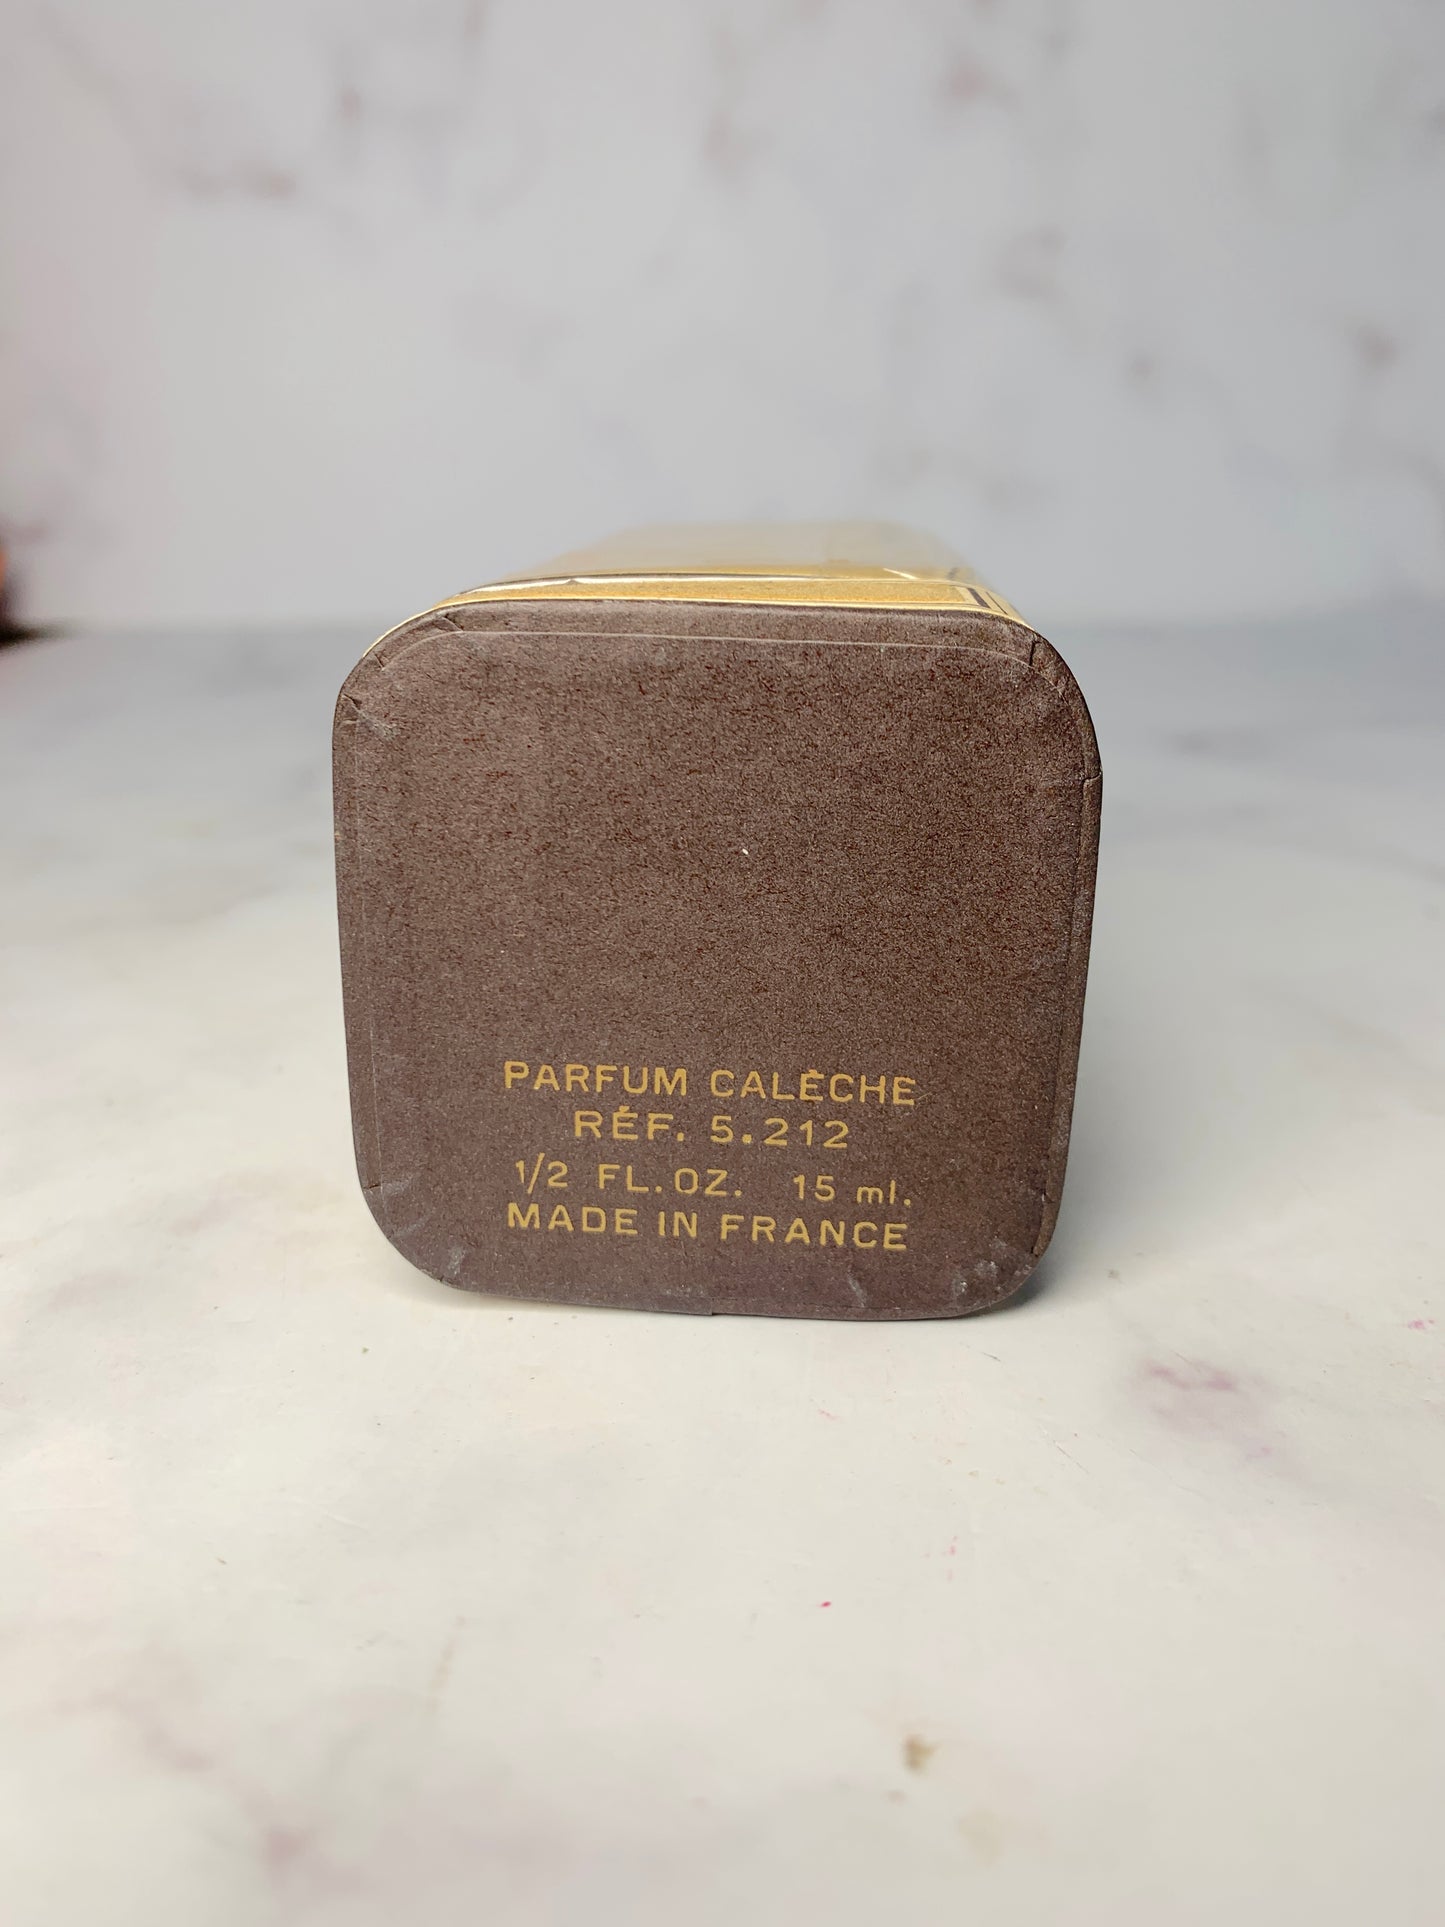 PARFUM CALÈCHE
RÉF. 5.212
1/2 FL.OZ. 15 ml.
MADE IN FRANCE